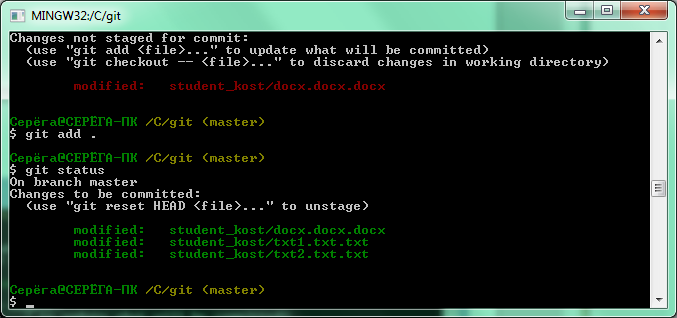 MINGW32:/C/git
Changes not staged for commit:
  (use "git add <file>..." to update what will be committed)
  (use "git checkout -- <file>..." to discard changes in working directory)

        modified:   student_kost/docx.docx.docx

Серёга@СЕРЁГА-ПК /C/git (master)
$ git add .

Серёга@СЕРЁГА-ПК /C/git (master)
$ git status
On branch master
Changes to be committed:
  (use "git reset HEAD <file>..." to unstage)

        modified:   student_kost/docx.docx.docx
        modified:   student_kost/txt1.txt.txt
        modified:   student_kost/txt2.txt.txt

Серёга@СЕРЁГА-ПК /C/git (master)
$ _